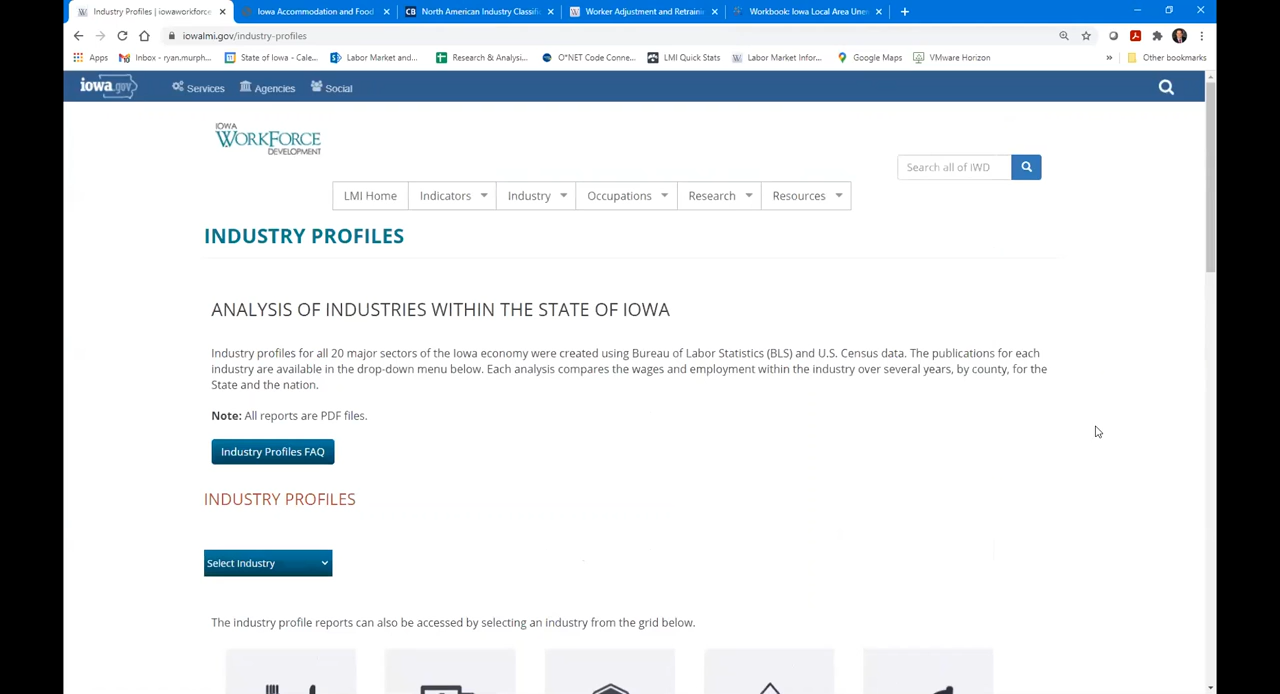 Industry Profiles | iowaworkforce
Iowa Accommodation and Food
CB North American Industry Classifi
Worker Adjustment and Retraini
Workbook: Iowa Local Area Une
iowalmi.gov/industry-profiles
Apps
Inbox - ryan.murph...
State of Iowa - Cale...
Labor Market and...
Research & Analysi...
O*NET Code Conne...
LMI Quick Stats
Labor Market Infor...
Google Maps
VMware Horizon
»
Other bookmarks
iowa.gov
Services
Agencies
Social
IOWA
WORKFORCE
DEVELOPMENT
Search all of IWD
LMI Home
Indicators
Industry
Occupations
Research
Resources
INDUSTRY PROFILES
ANALYSIS OF INDUSTRIES WITHIN THE STATE OF IOWA
Industry profiles for all 20 major sectors of the Iowa economy were created using Bureau of Labor Statistics (BLS) and U.S. Census data. The publications for each
industry are available in the drop-down menu below. Each analysis compares the wages and employment within the industry over several years, by county, for the
State and the nation.
Note: All reports are PDF files.
Industry Profiles FAQ
INDUSTRY PROFILES
Select Industry
The industry profile reports can also be accessed by selecting an industry from the grid below.